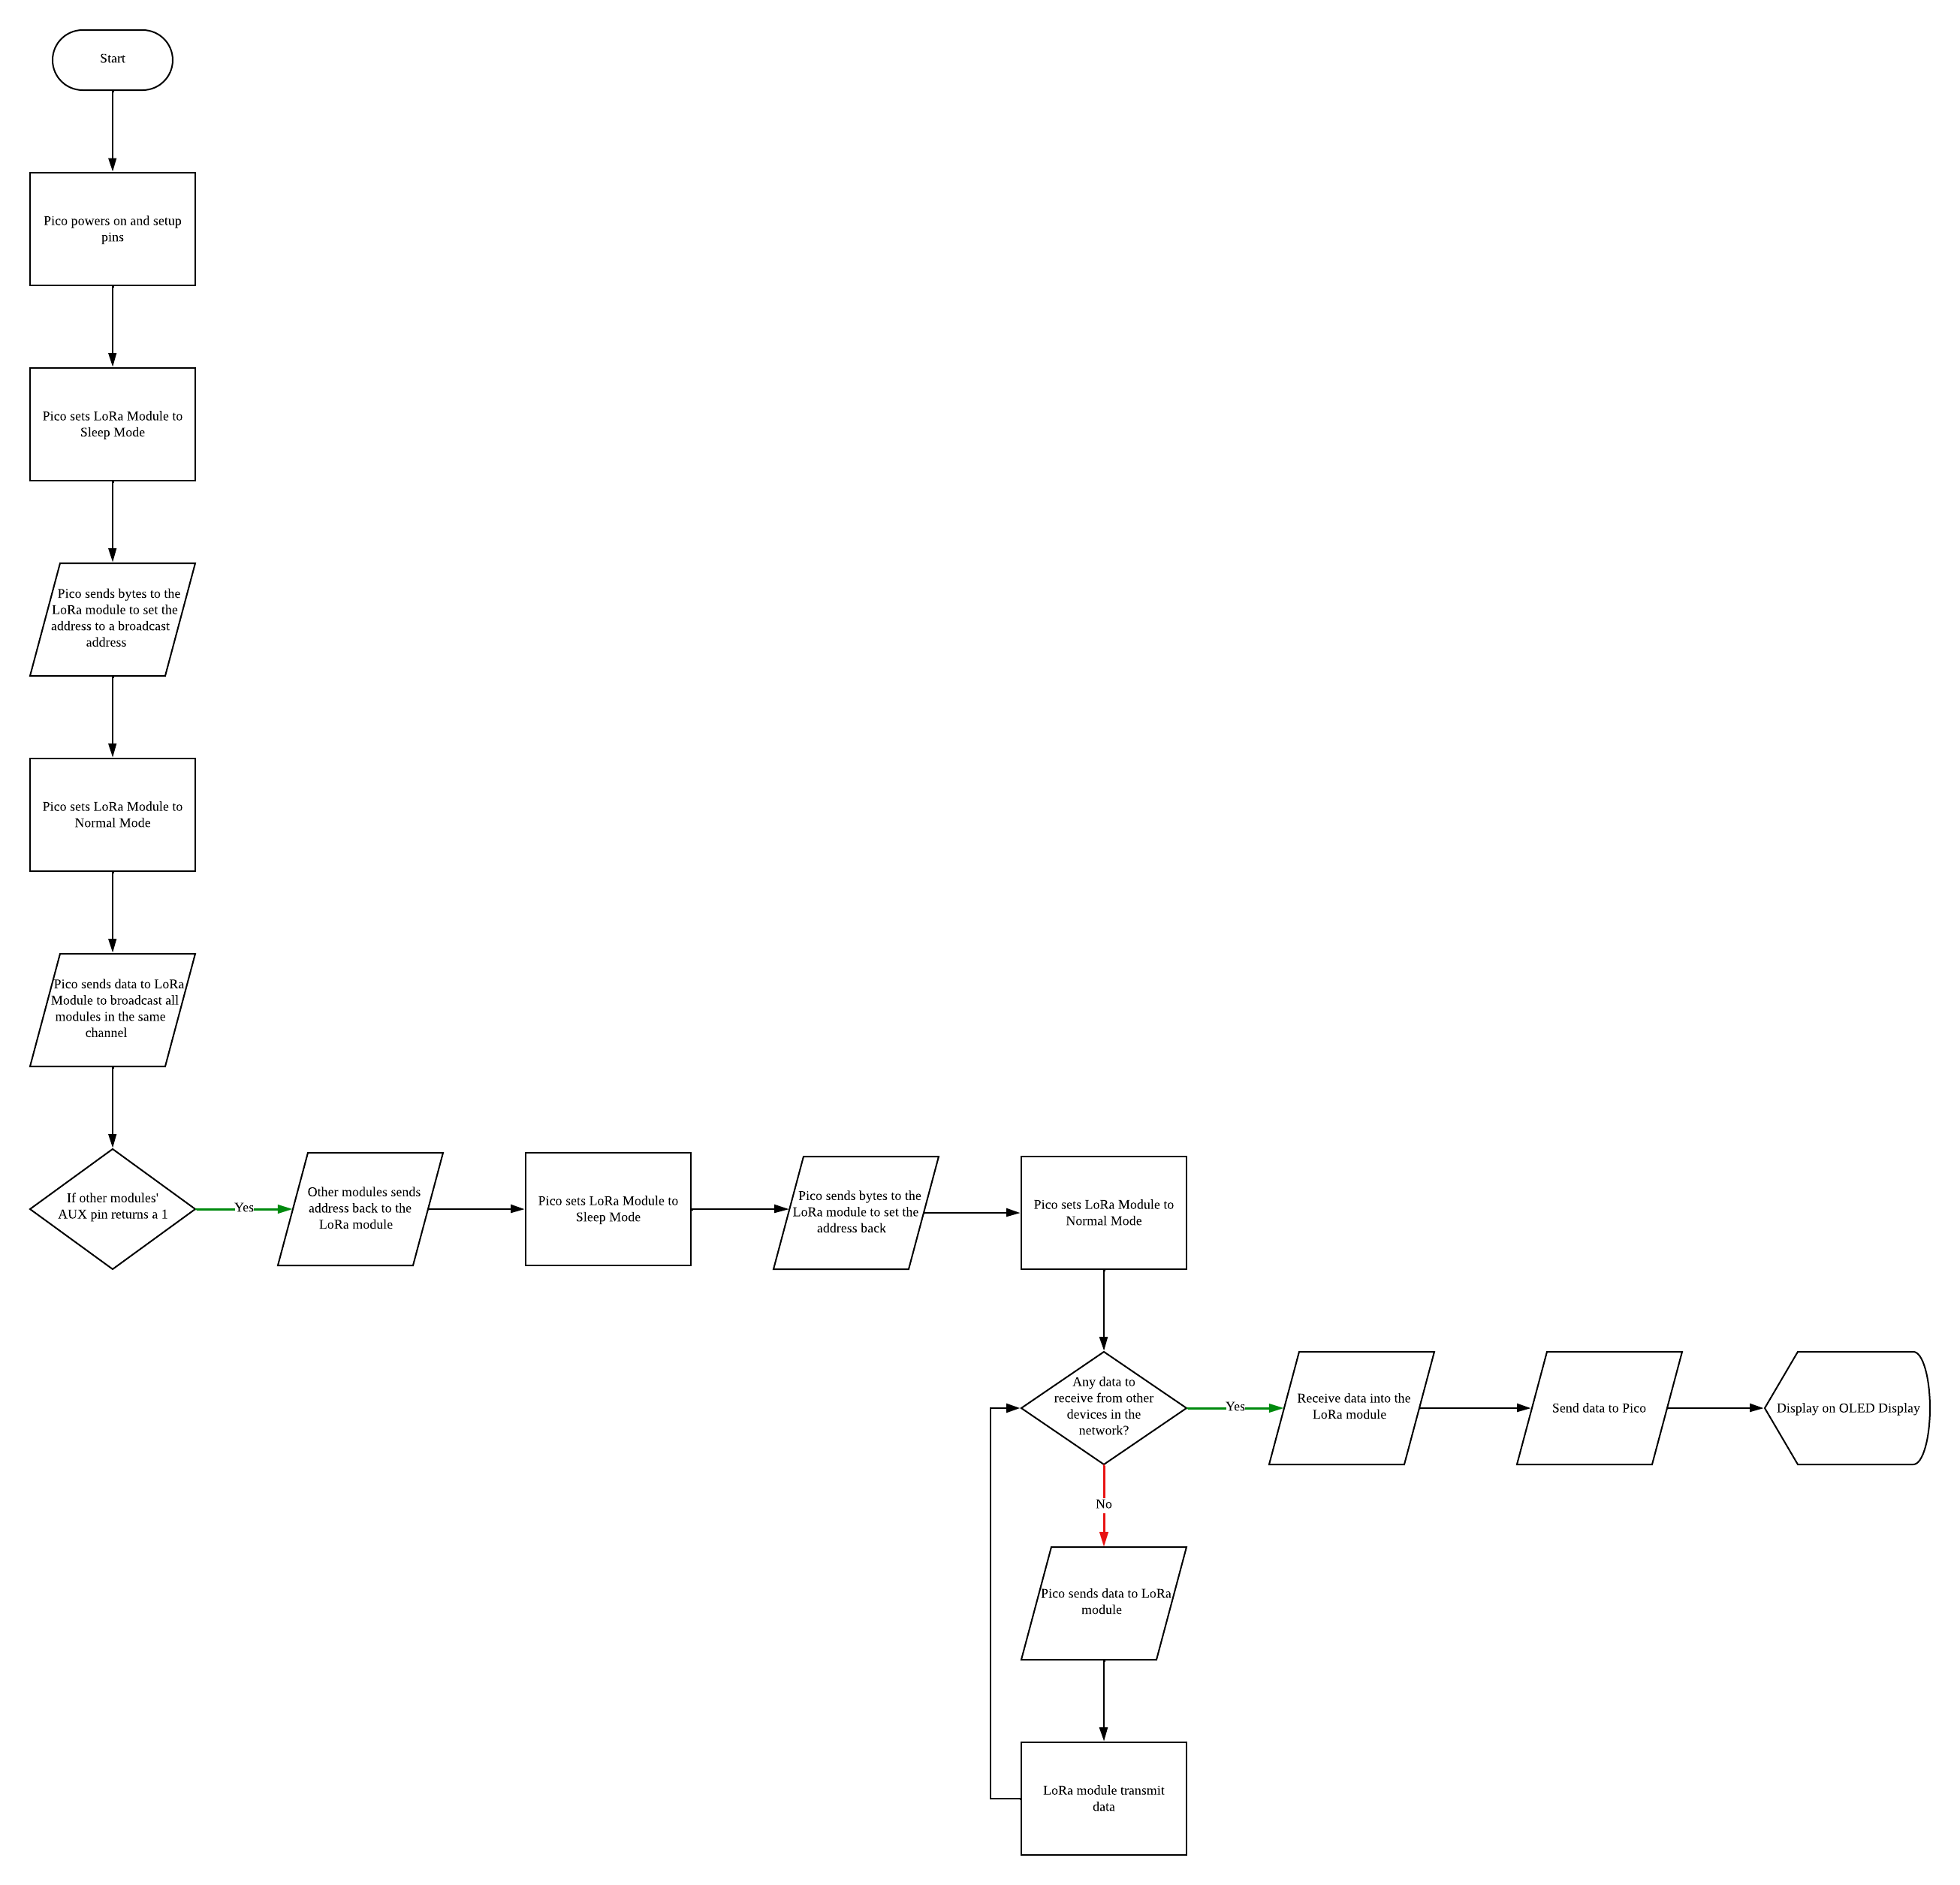 Start
Pico powers on and setup
pins
Pico sets LoRa Module to
Sleep Mode
Pico sends bytes to the
LoRa module to set the
address to a broadcast
address
Pico sets LoRa Module to
Normal Mode
Pico sends data to LoRa
Module to broadcast all
modules in the same
channel
If other modules'
AUX pin returns a 1
Yes
Other modules sends
address back to the
LoRa module
Pico sets LoRa Module to
Sleep Mode
Pico sends bytes to the
LoRa module to set the
address back
Pico sets LoRa Module to
Normal Mode
Any data to
receive from other
devices in the
network?
Yes
Receive data into the
LoRa module
Send data to Pico
Display on OLED Display
No
Pico sends data to LoRa
module
LoRa module transmit
data